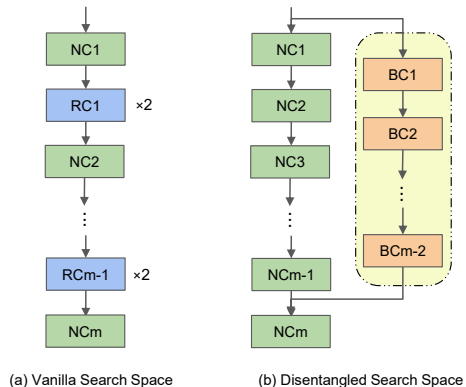 NC1
RC1
×2
NC2
⋮
RCm-1
×2
NCm
(a) Vanilla Search Space
NC1
NC2
NC3
⋮
NCm-1
NCm
BC1
BC2
⋮
BCm-2
(b) Disentangled Search Space